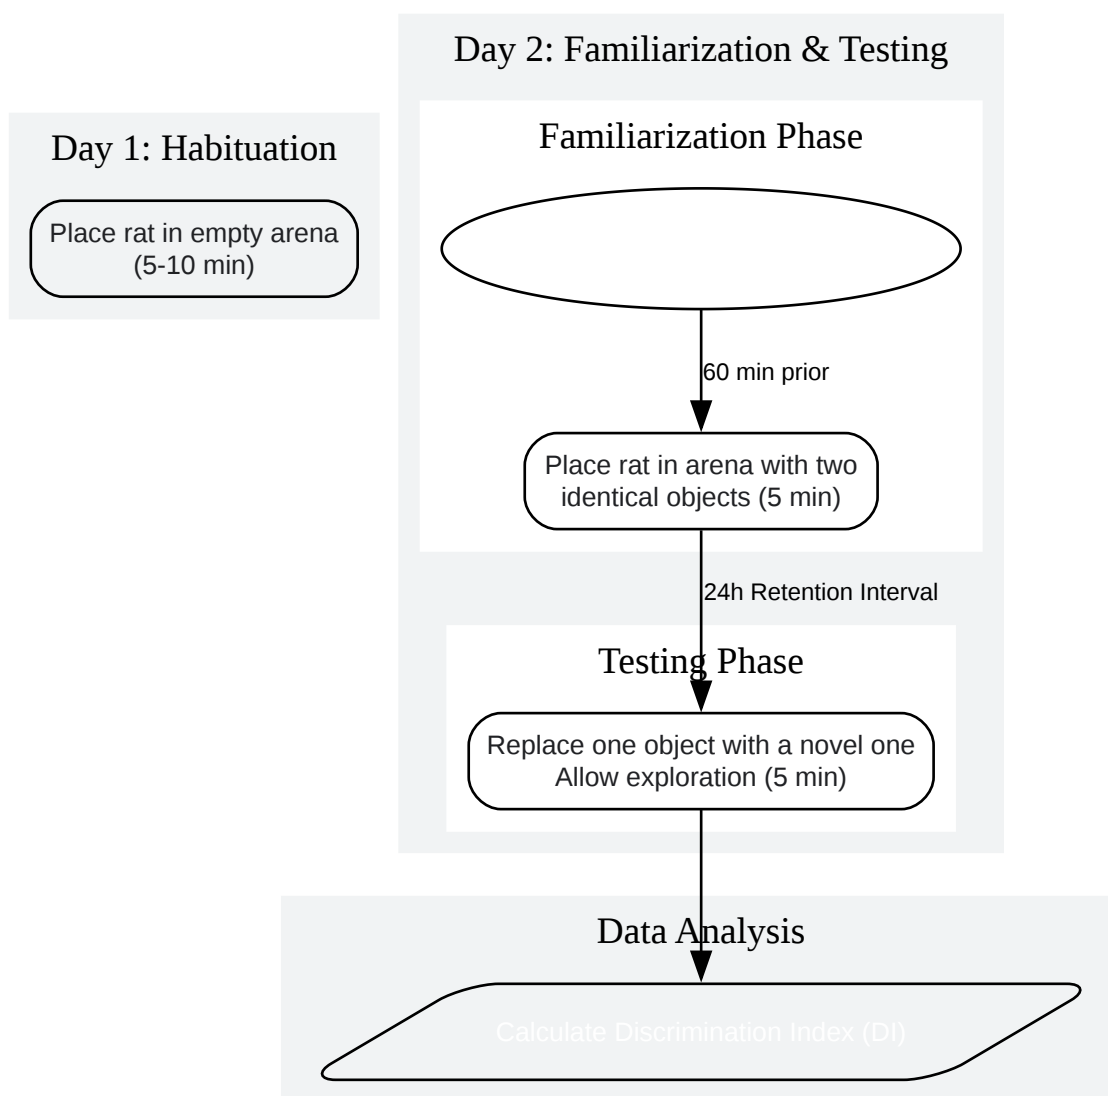 Day 2: Familiarization & Testing
Day 1: Habituation
Familiarization Phase
Place rat in empty arena
(5-10 min)
60 min prior
Place rat in arena with two
identical objects (5 min)
24h Retention Interval
Testing Phase
Replace one object with a novel one
Allow exploration (5 min)
Data Analysis
Calculate Discrimination Index (DI)